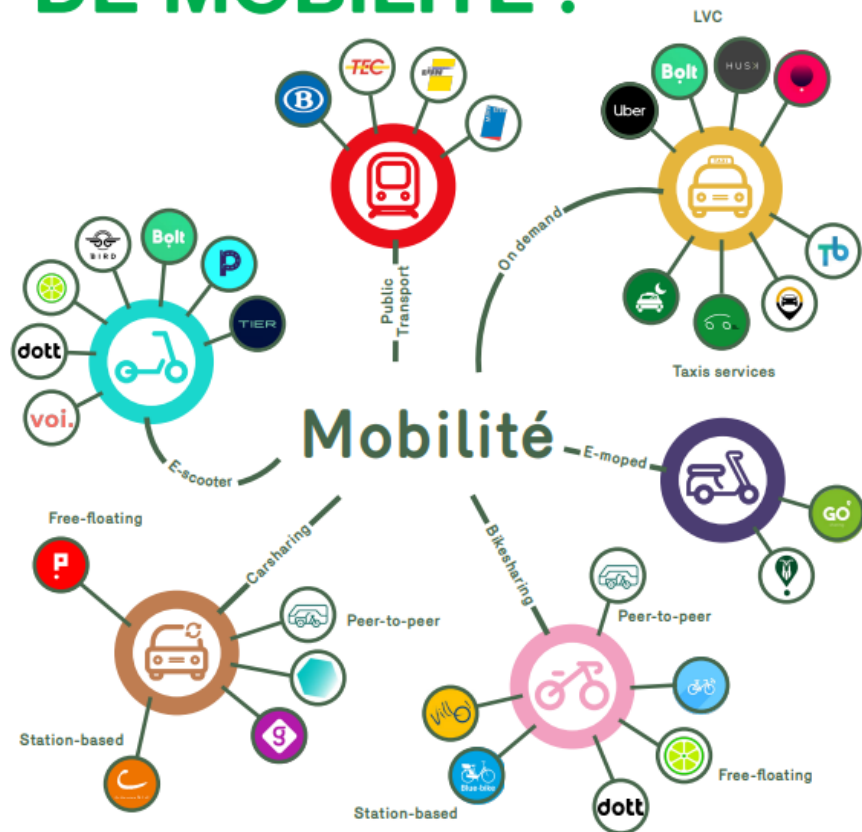 DE MOBILITÉ ?
LVC
B
TEC
Uber
Bolt
HUSK
Public
Transport
On demand
Tb
Taxis services
BIRD
Bolt
P
TIER
dott
voi.
E-scooter
Mobilité
E-moped
GO
Carsharing
Free-floating
P
Peer-to-peer
g
Station-based
Bikesharing
Peer-to-peer
Villo!
Blue-bike
Station-based
dott
Free-floating